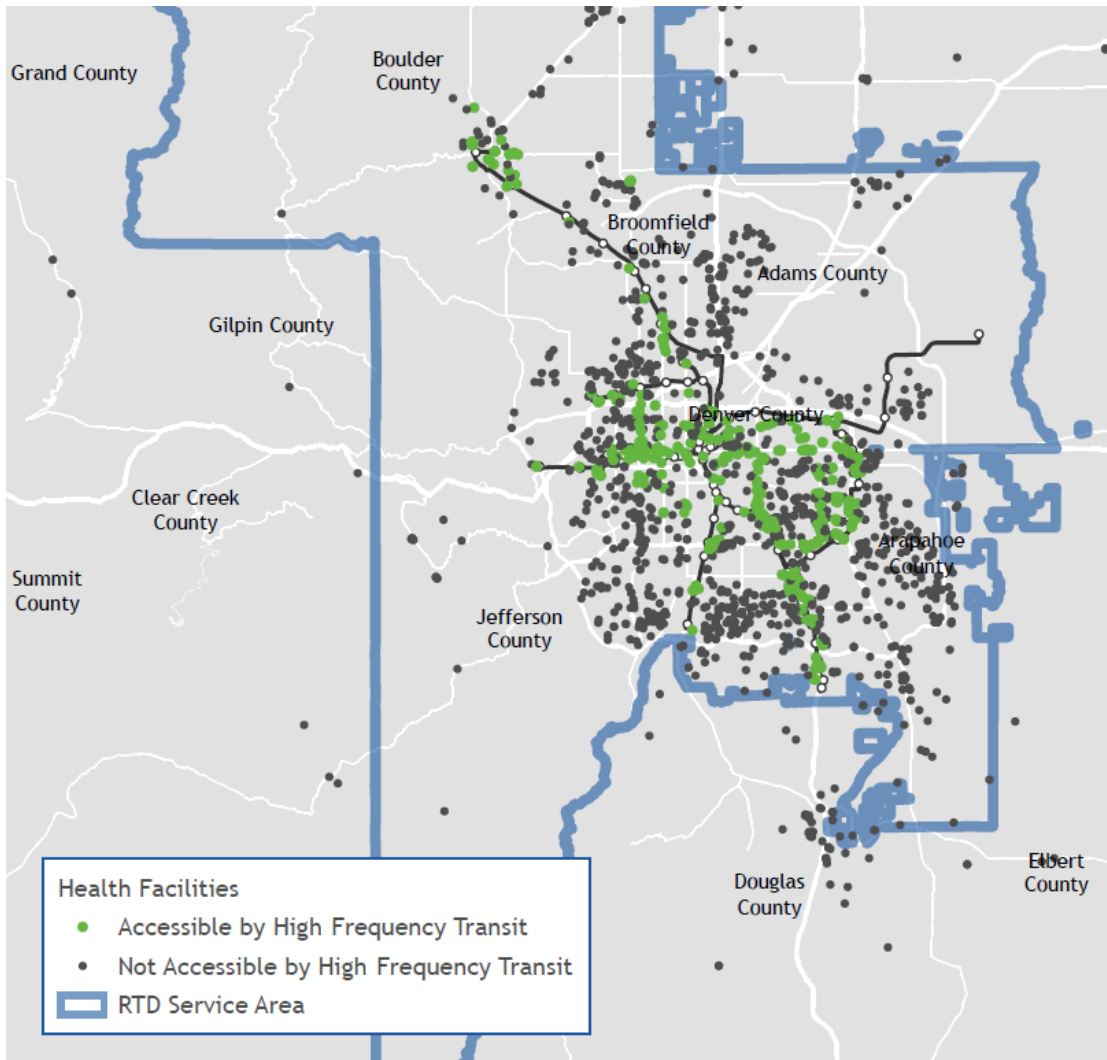 Grand County
Boulder
County
Broomfield
County
Adams County
Gilpin County
Denver County
Clear Creek
County
Arapahoe
County
Summit
County
Jefferson
County
Elbert
County
Douglas
County
Health Facilities
Accessible by High Frequency Transit
Not Accessible by High Frequency Transit
RTD Service Area